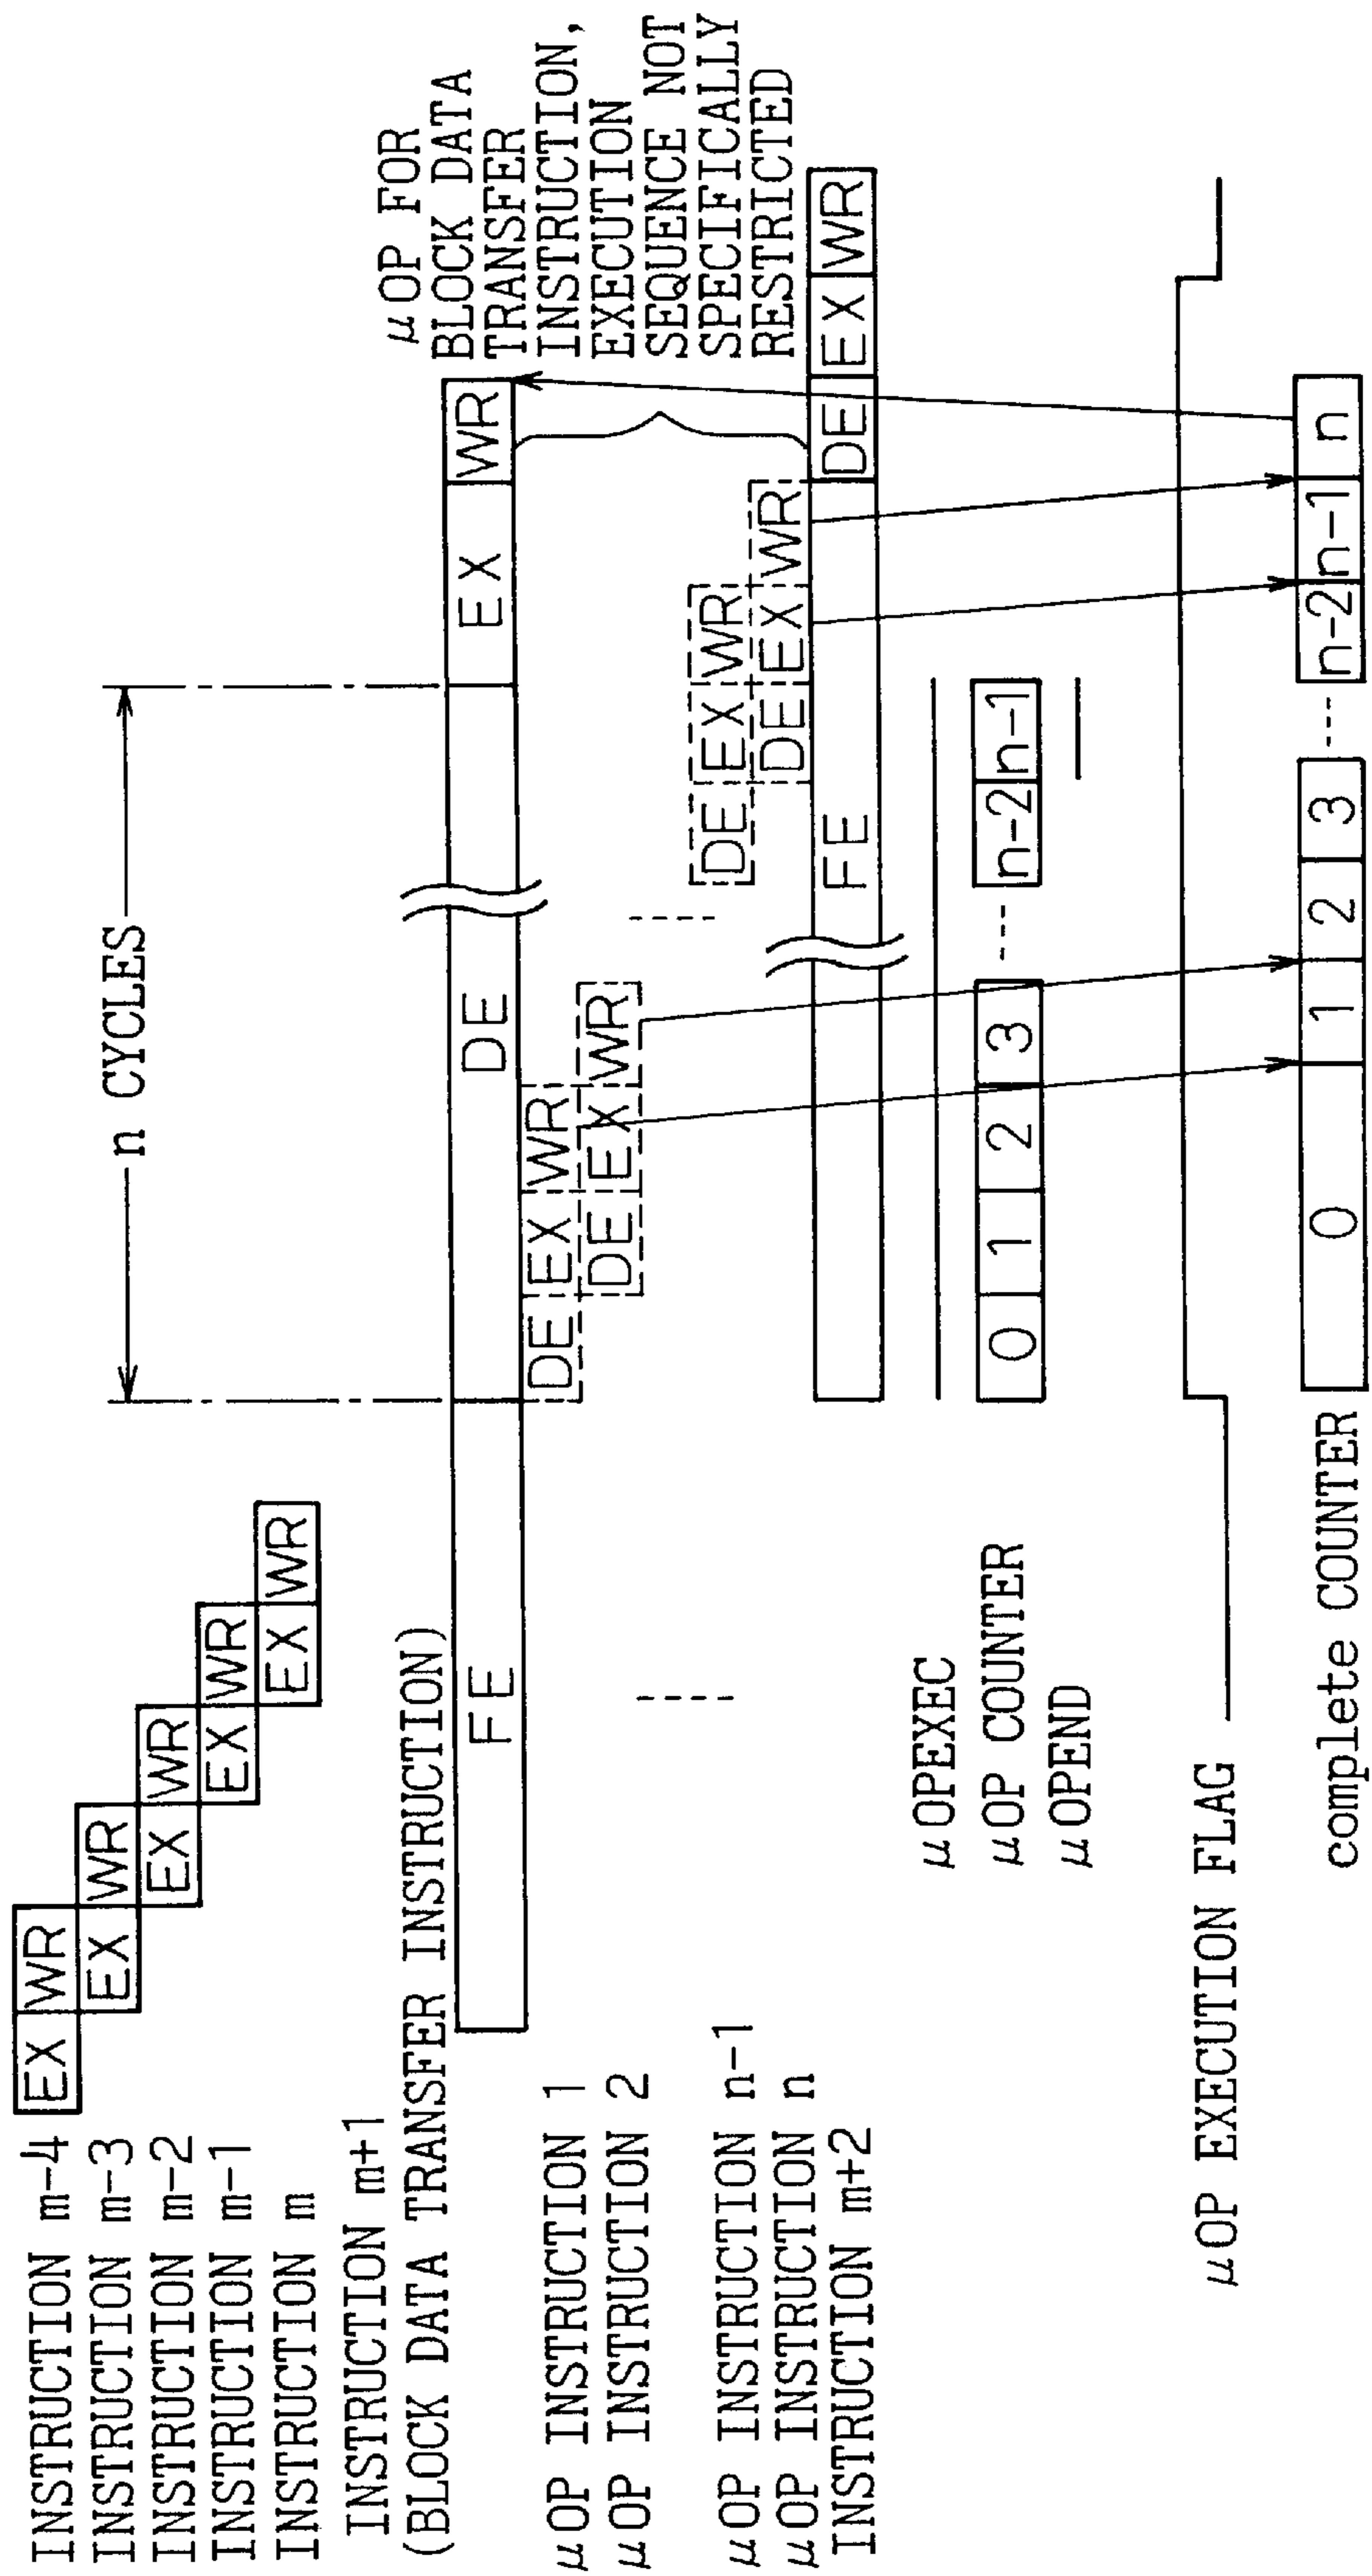 INSTRUCTION m-4 EX WR
INSTRUCTION m-3 EX WR
INSTRUCTION m-2 EX WR
INSTRUCTION m-1 EX WR
INSTRUCTION m EX WR
n CYCLES
INSTRUCTION m+1
(BLOCK DATA TRANSFER INSTRUCTION)
FE DE EX WR
μOP INSTRUCTION 1 DE EX WR
μOP INSTRUCTION 2 DE EX WR
μOP INSTRUCTION n-1 DE EX WR
μOP INSTRUCTION n DE EX WR
INSTRUCTION m+2 FE DE EX WR
μOP FOR
BLOCK DATA
TRANSFER
INSTRUCTION,
EXECUTION
SEQUENCE NOT
SPECIFICALLY
RESTRICTED
μOPEXEC
μOP COUNTER 0 1 2 3 --- n-2 n-1
μOPEND
μOP EXECUTION FLAG
complete COUNTER 0 1 2 3 --- n-2 n-1 n